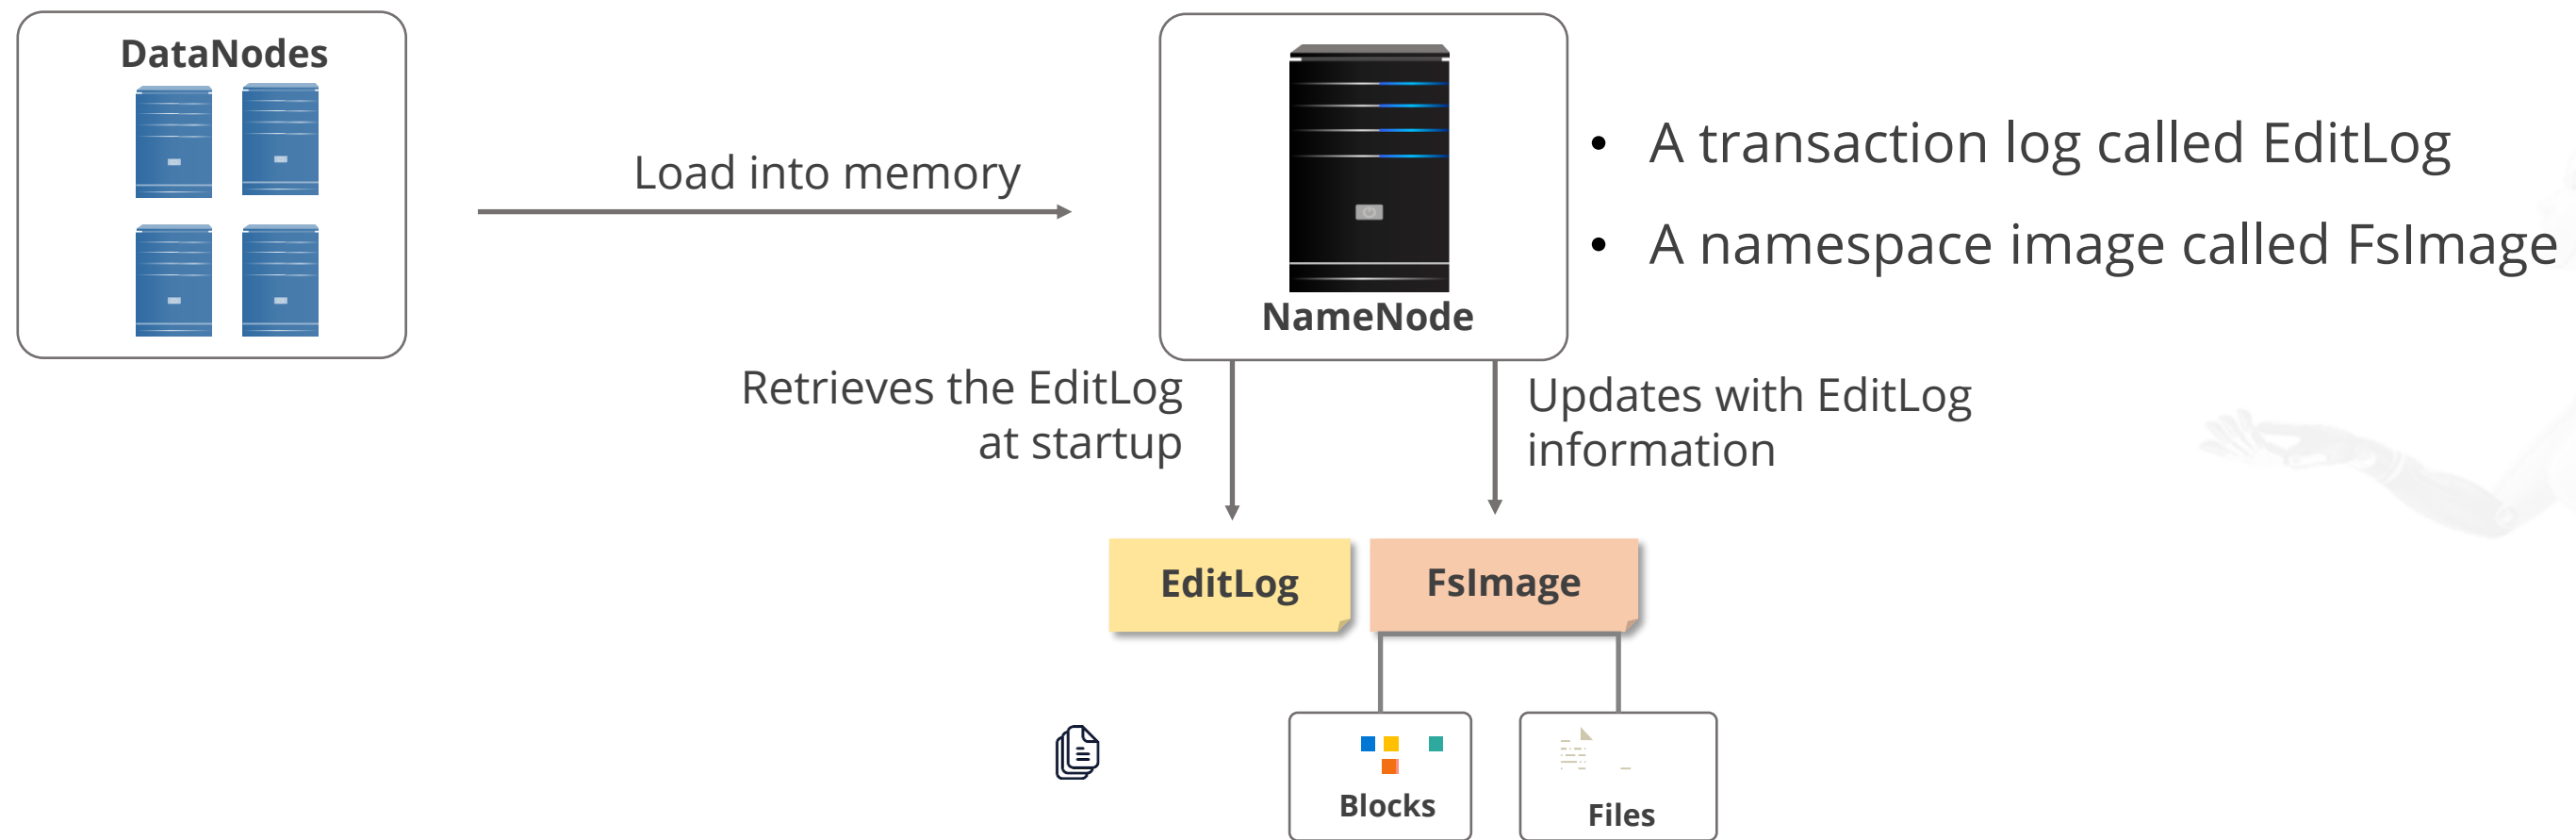 DataNodes
Load into memory
NameNode
• A transaction log called EditLog
• A namespace image called FsImage
Retrieves the EditLog
at startup
Updates with EditLog
information
EditLog
FsImage
Blocks
Files